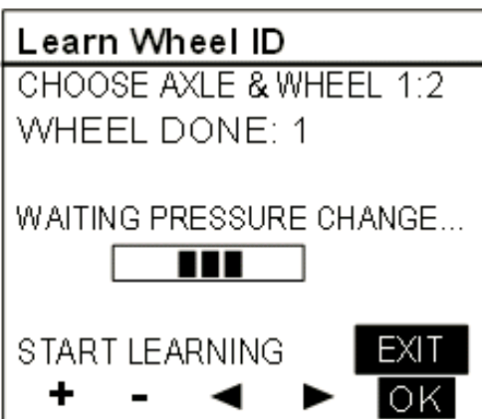 Learn Wheel ID
CHOOSE AXLE & WHEEL 1:2
WHEEL DONE: 1
WAITING PRESSURE CHANGE...
START LEARNING EXIT
+ - ◀ ▶ OK